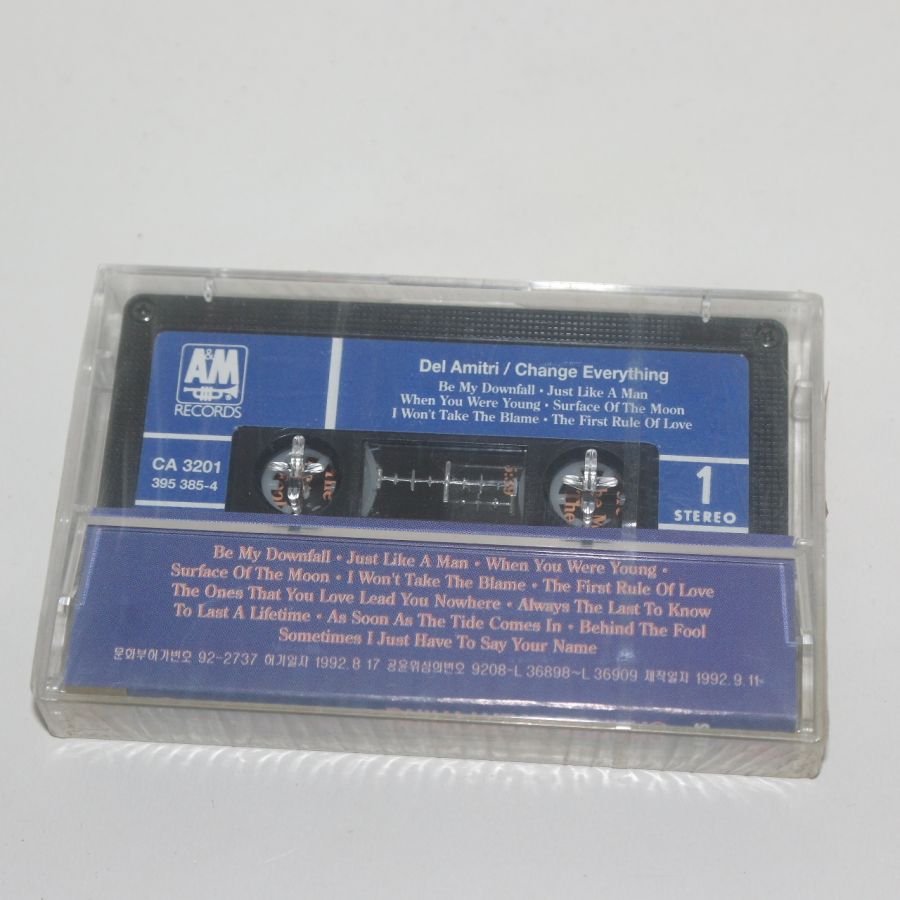 A&M
RECORDS
Del Amitri / Change Everything
Be My Downfall • Just Like A Man
When You Were Young • Surface Of The Moon
I Won't Take The Blame • The First Rule Of Love
CA 3201
395 385-4
1
STEREO
Be My Downfall • Just Like A Man • When You Were Young •
Surface Of The Moon • I Won't Take The Blame • The First Rule Of Love
The Ones That You Love Lead You Nowhere • Always The Last To Know
To Last A Lifetime • As Soon As The Tide Comes In • Behind The Fool
Sometimes I Just Have To Say Your Name
문화부허가번호 92-2737 허가일자 1992.8 17 공윤위심의번호 9208-L 36898~L 36909 제작일자 1992.9.11·